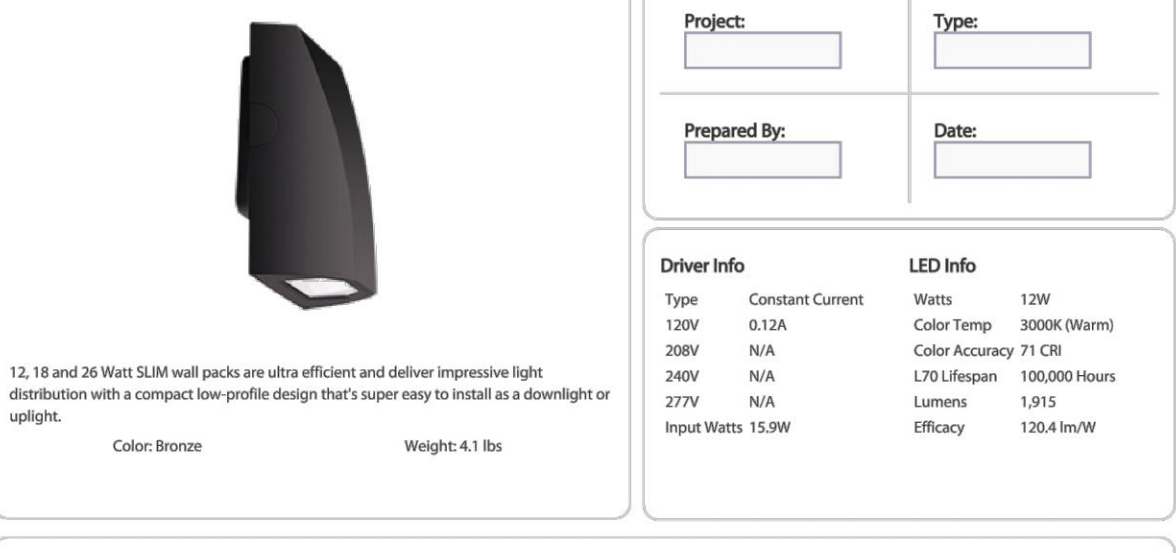 Project:
Type:
Prepared By:
Date:
12, 18 and 26 Watt SLIM wall packs are ultra efficient and deliver impressive light
distribution with a compact low-profile design that's super easy to install as a downlight or
uplight.
Color: Bronze Weight: 4.1 lbs
Driver Info
Type Constant Current
120V 0.12A
208V N/A
240V N/A
277V N/A
Input Watts 15.9W
LED Info
Watts 12W
Color Temp 3000K (Warm)
Color Accuracy 71 CRI
L70 Lifespan 100,000 Hours
Lumens 1,915
Efficacy 120.4 lm/W